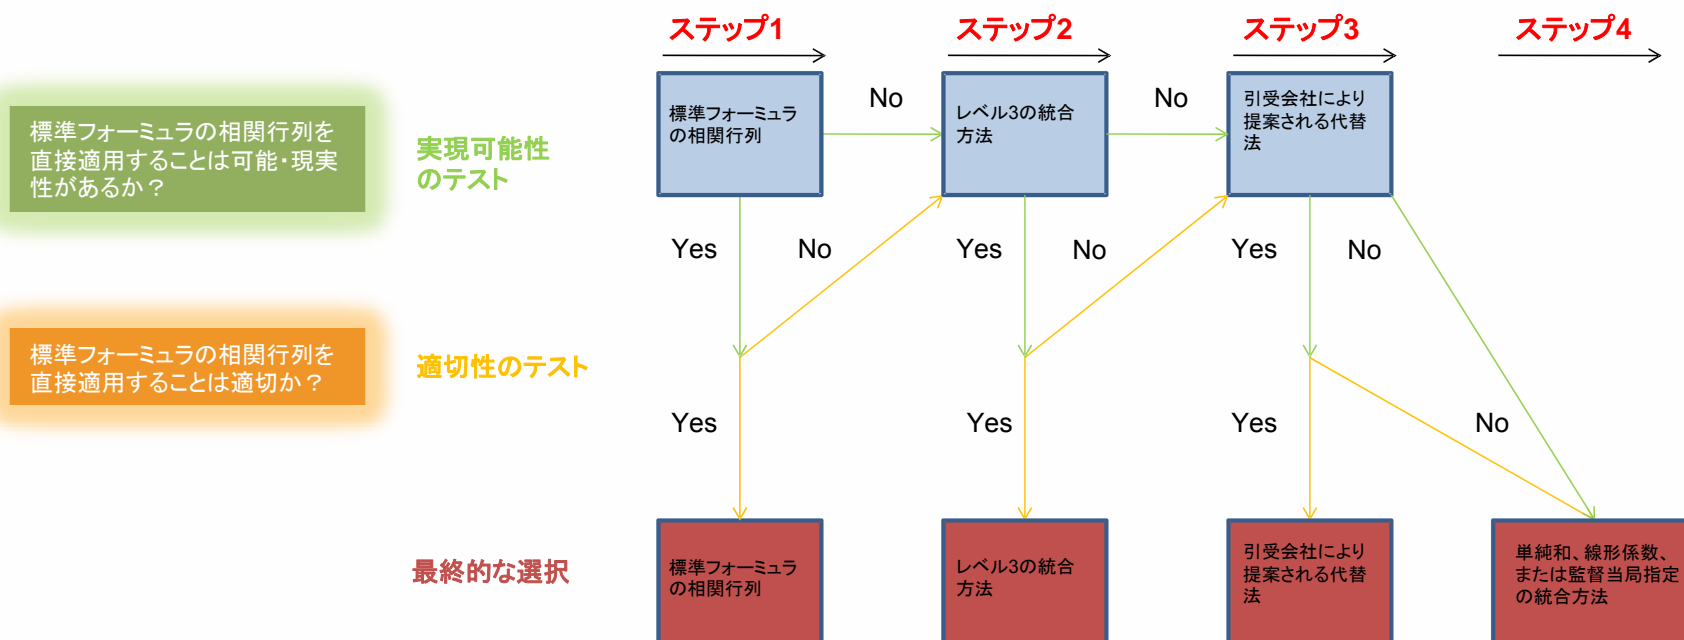 ステップ1
ステップ2
ステップ3
ステップ4
標準フォーミュラの相関行列を
直接適用することは可能・現実
性があるか?
実現可能性
のテスト
標準フォーミュラ
の相関行列
No
レベル3の統合
方法
No
引受会社により
提案される代替
法
Yes
No
Yes
No
Yes
No
標準フォーミュラの相関行列を
直接適用することは適切か?
適切性のテスト
Yes
Yes
Yes
No
最終的な選択
標準フォーミュラ
の相関行列
レベル3の統合
方法
引受会社により
提案される代替
法
単純和、線形係数、
または監督当局指定
の統合方法